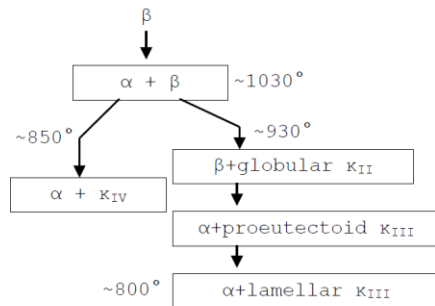 β
α + β ~1030°
~850° ~930°
β+globular κII
α + κIV
α+proeutectoid κIII
~800° α+lamellar κIII